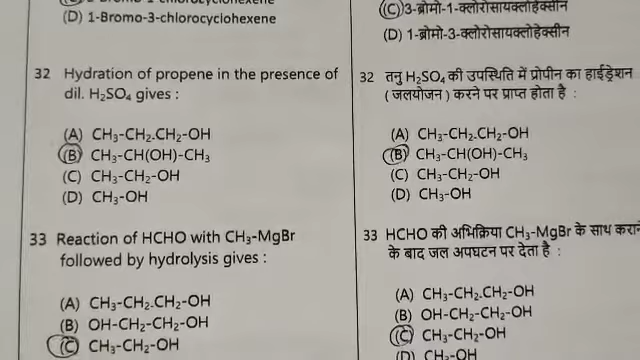 (D) 1-Bromo-3-chlorocyclohexene
32 Hydration of propene in the presence of
dil. H₂SO₄ gives :
(A) CH₃-CH₂.CH₂-OH
(B) CH₃-CH(OH)-CH₃
(C) CH₃-CH₂-OH
(D) CH₃-OH
33 Reaction of HCHO with CH₃-MgBr
followed by hydrolysis gives :
(A) CH₃-CH₂.CH₂-OH
(B) OH-CH₂-CH₂-OH
(C) CH₃-CH₂-OH
(C) 3-ब्रोमो-1-क्लोरोसायक्लोहेक्सीन
(D) 1-ब्रोमो-3-क्लोरोसायक्लोहेक्सीन
32 तनु H₂SO₄ की उपस्थिति में प्रोपीन का हाईड्रेशन
(जलयोजन) करने पर प्राप्त होता है :
(A) CH₃-CH₂.CH₂-OH
(B) CH₃-CH(OH)-CH₃
(C) CH₃-CH₂-OH
(D) CH₃-OH
33 HCHO की अभिक्रिया CH₃-MgBr के साथ कराने
के बाद जल अपघटन पर देता है :
(A) CH₃-CH₂.CH₂-OH
(B) OH-CH₂-CH₂-OH
(C) CH₃-CH₂-OH
(D) CH₃-OH